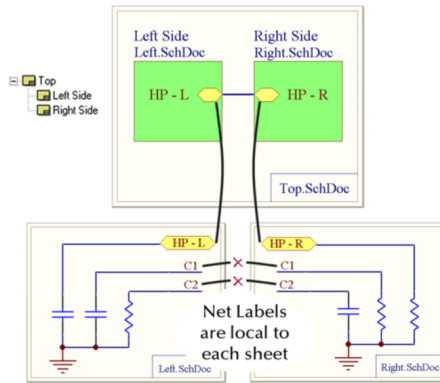 Top
Left Side
Right Side
Left Side
Left.SchDoc
Right Side
Right.SchDoc
HP - L
HP - R
Top.SchDoc
HP - L
HP - R
C1
C1
C2
C2
Net Labels
are local to
each sheet
Left.SchDoc
Right.SchDoc